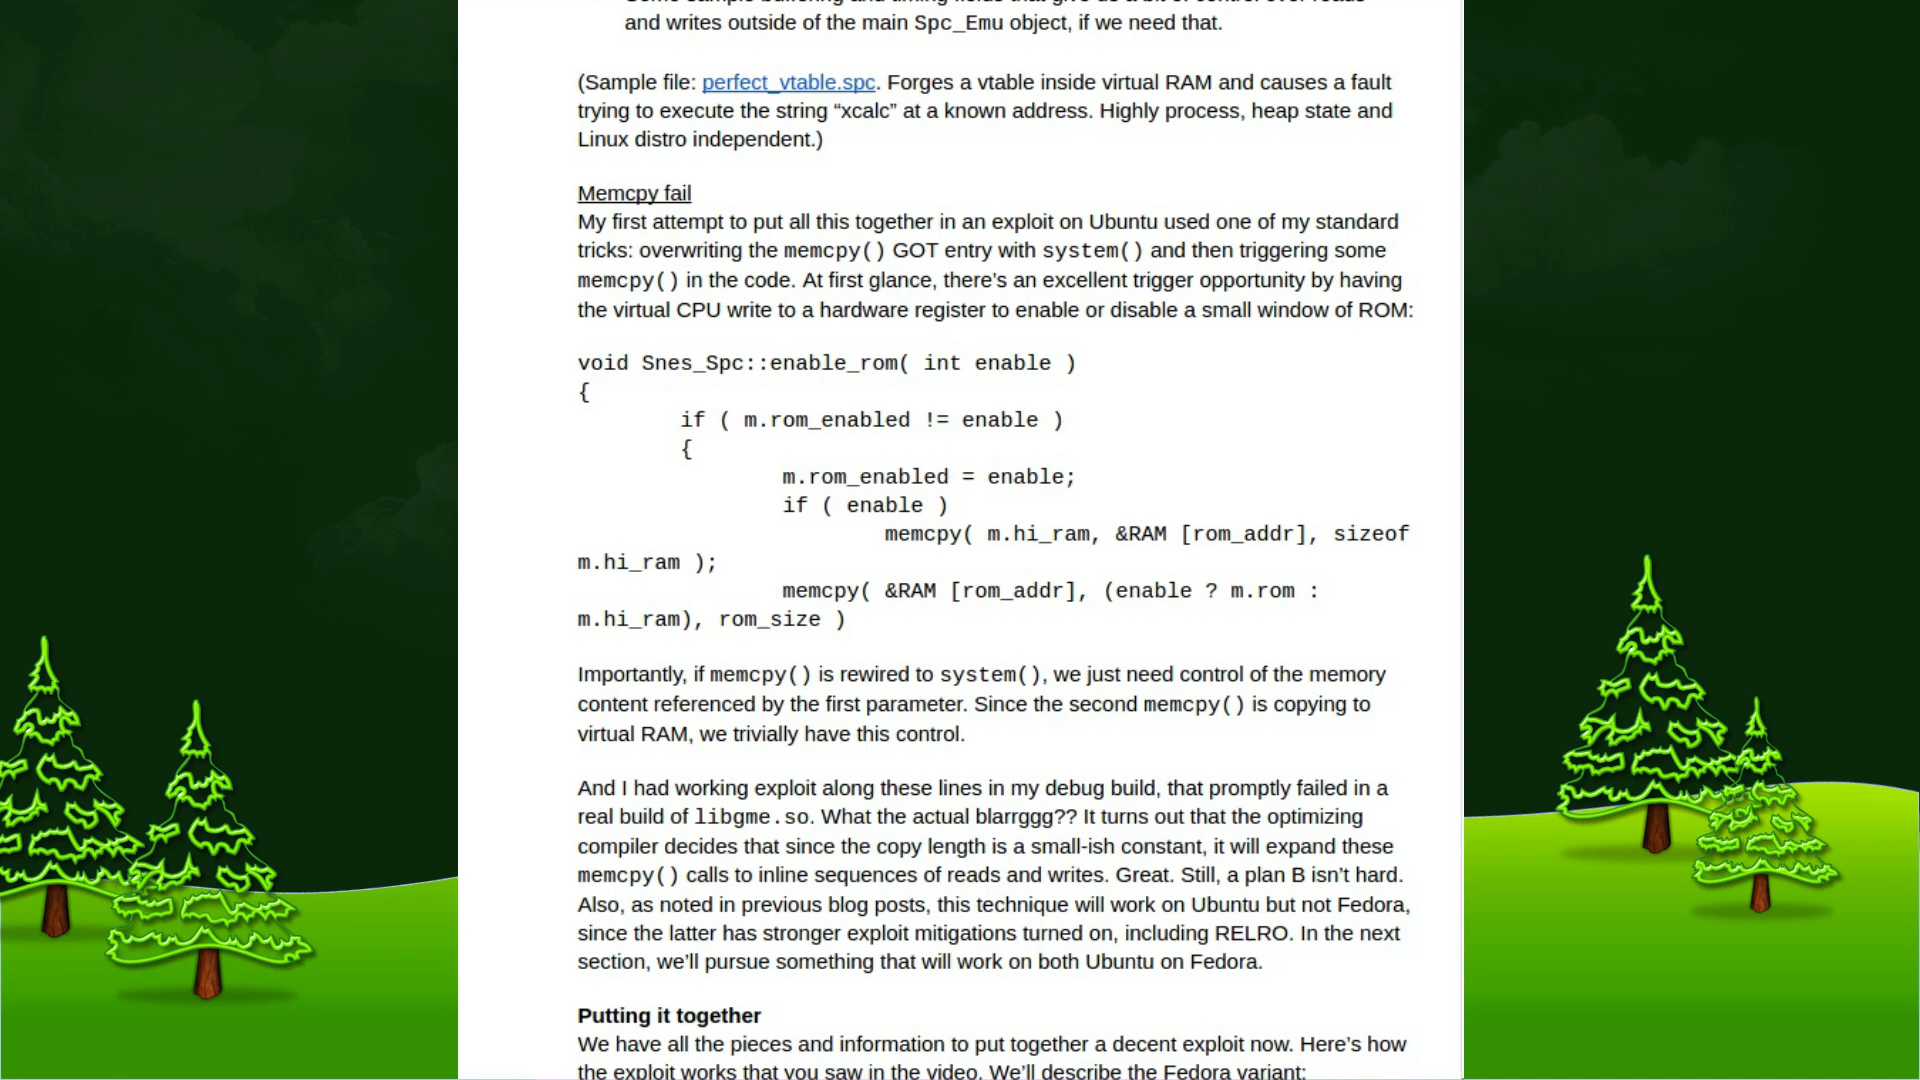 and writes outside of the main Spc_Emu object, if we need that.
(Sample file: perfect_vtable.spc. Forges a vtable inside virtual RAM and causes a fault
trying to execute the string “xcalc” at a known address. Highly process, heap state and
Linux distro independent.)
Memcpy fail
My first attempt to put all this together in an exploit on Ubuntu used one of my standard
tricks: overwriting the memcpy() GOT entry with system() and then triggering some
memcpy() in the code. At first glance, there’s an excellent trigger opportunity by having
the virtual CPU write to a hardware register to enable or disable a small window of ROM:
void Snes_Spc::enable_rom( int enable )
{
if ( m.rom_enabled != enable )
{
m.rom_enabled = enable;
if ( enable )
memcpy( m.hi_ram, &RAM [rom_addr], sizeof
m.hi_ram );
memcpy( &RAM [rom_addr], (enable ? m.rom :
m.hi_ram), rom_size )
Importantly, if memcpy() is rewired to system(), we just need control of the memory
content referenced by the first parameter. Since the second memcpy() is copying to
virtual RAM, we trivially have this control.
And I had working exploit along these lines in my debug build, that promptly failed in a
real build of libgme.so. What the actual blarrggg?? It turns out that the optimizing
compiler decides that since the copy length is a small-ish constant, it will expand these
memcpy() calls to inline sequences of reads and writes. Great. Still, a plan B isn’t hard.
Also, as noted in previous blog posts, this technique will work on Ubuntu but not Fedora,
since the latter has stronger exploit mitigations turned on, including RELRO. In the next
section, we’ll pursue something that will work on both Ubuntu on Fedora.
Putting it together
We have all the pieces and information to put together a decent exploit now. Here’s how
the exploit works that you saw in the video. We’ll describe the Fedora variant: